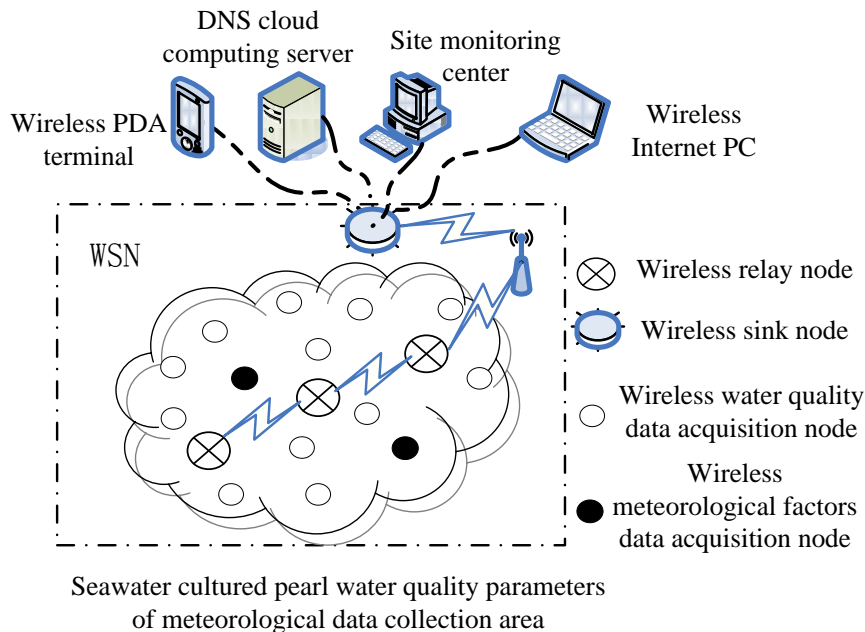 DNS cloud
computing server
Site monitoring
center
Wireless PDA
terminal
Wireless
Internet PC
WSN
Wireless relay node
Wireless sink node
Wireless water quality
data acquisition node
Wireless
meteorological factors
data acquisition node
Seawater cultured pearl water quality parameters
of meteorological data collection area